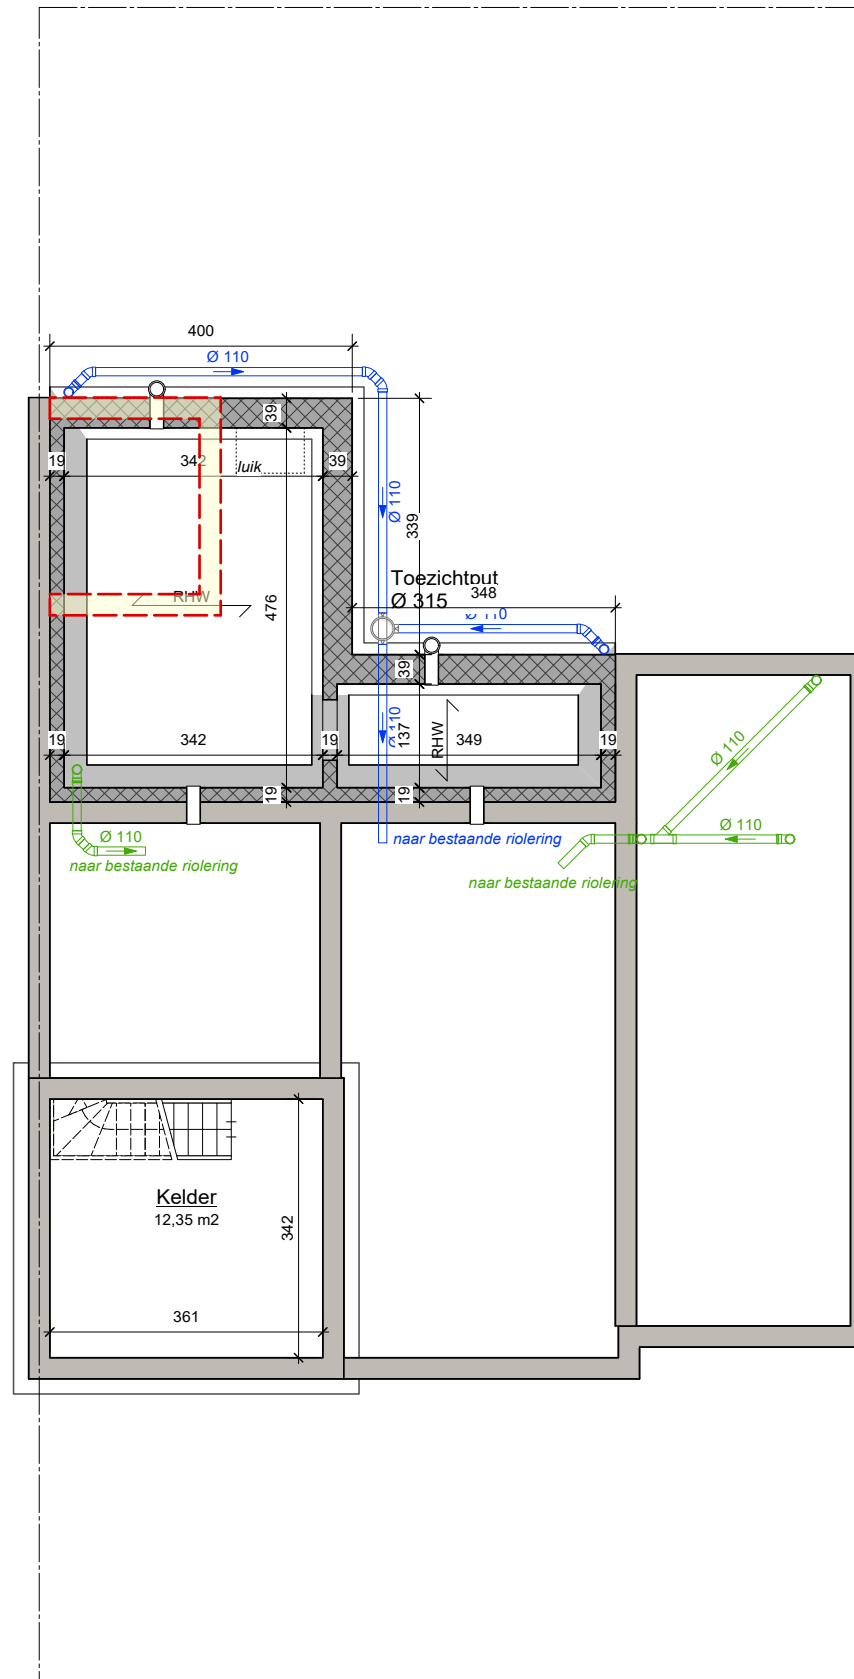 400
Ø 110
39
19
342
luik
39
Ø 110
339
Toezichtput
Ø 315
348
Ø 110
RHW
476
39
19
342
19
Ø 110
137
RHW
349
19
19
19
Ø 110
naar bestaande riolering
naar bestaande riolering
Ø 110
Ø 110
naar bestaande riolering
Kelder
12,35 m2
342
361